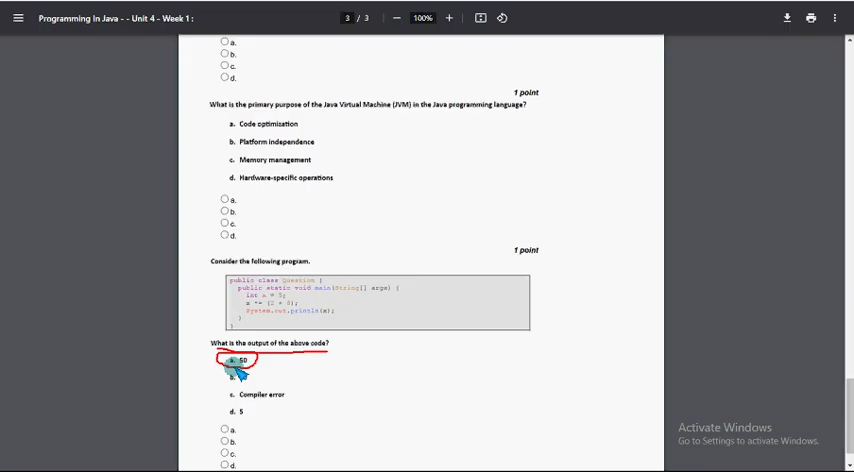 Programming In Java - - Unit 4 - Week 1 :
3 / 3
100%
a.
b.
c.
d.
1 point
What is the primary purpose of the Java Virtual Machine (JVM) in the Java programming language?
a. Code optimization
b. Platform independence
c. Memory management
d. Hardware-specific operations
a.
b.
c.
d.
1 point
Consider the following program.
public class Question {
public static void main(String[] args) {
int x = 5;
x *= (2 + 8);
System.out.println(x);
}
}
What is the output of the above code?
a. 50
b.
c. Compiler error
d. 5
a.
b.
c.
d.
Activate Windows
Go to Settings to activate Windows.